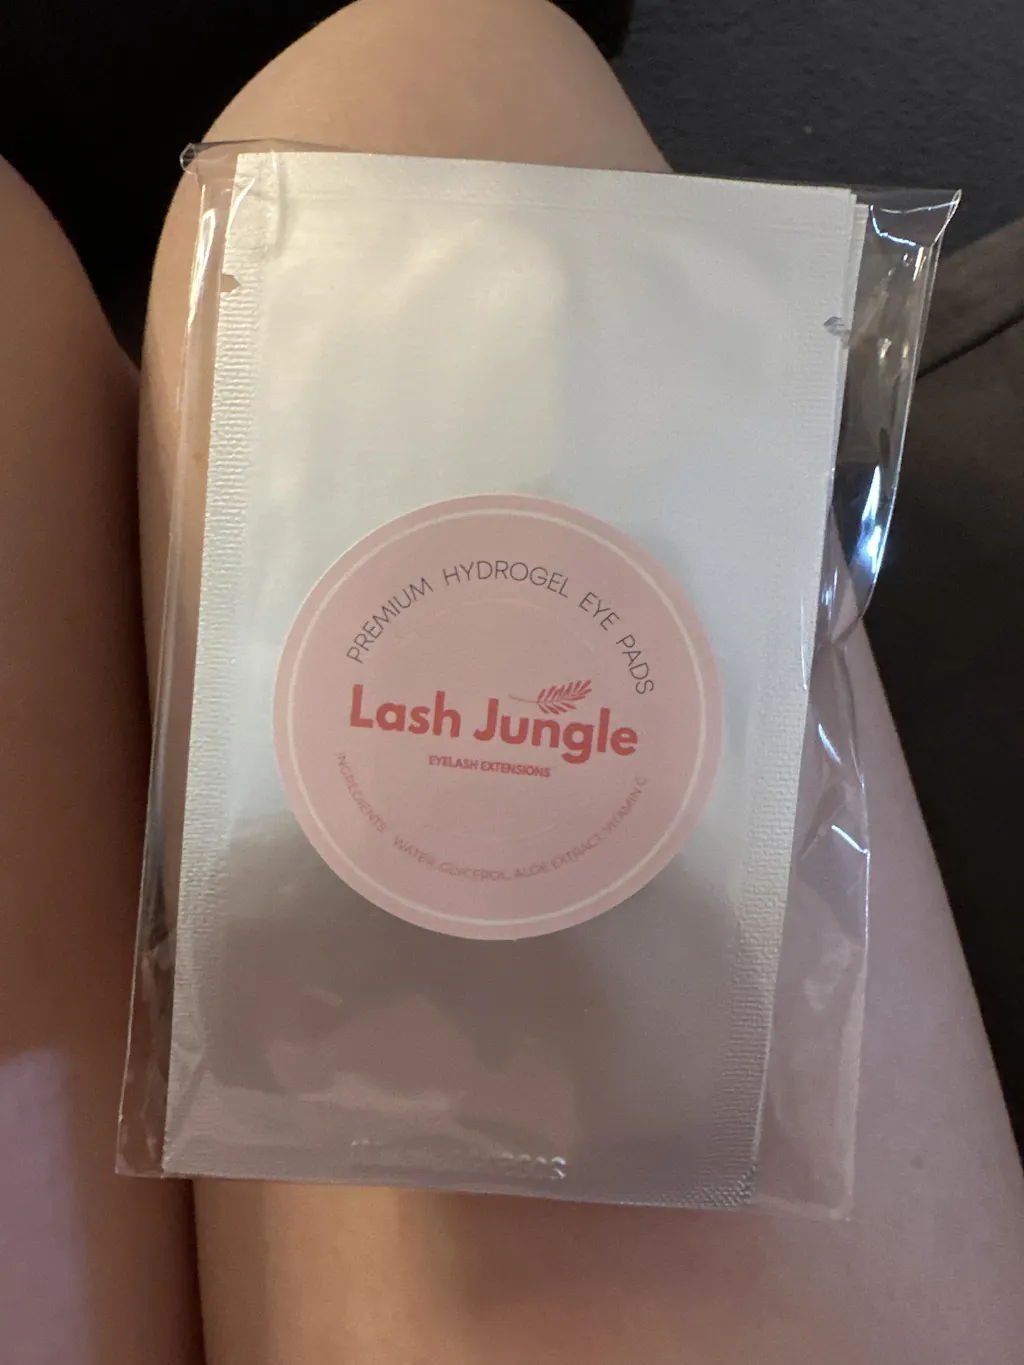 PREMIUM HYDROGEL EYE PADS
Lash Jungle
EYELASH EXTENSIONS
INGREDIENTS WATER, GLYCEROL, ALOE EXTRACT, VITAMIN C